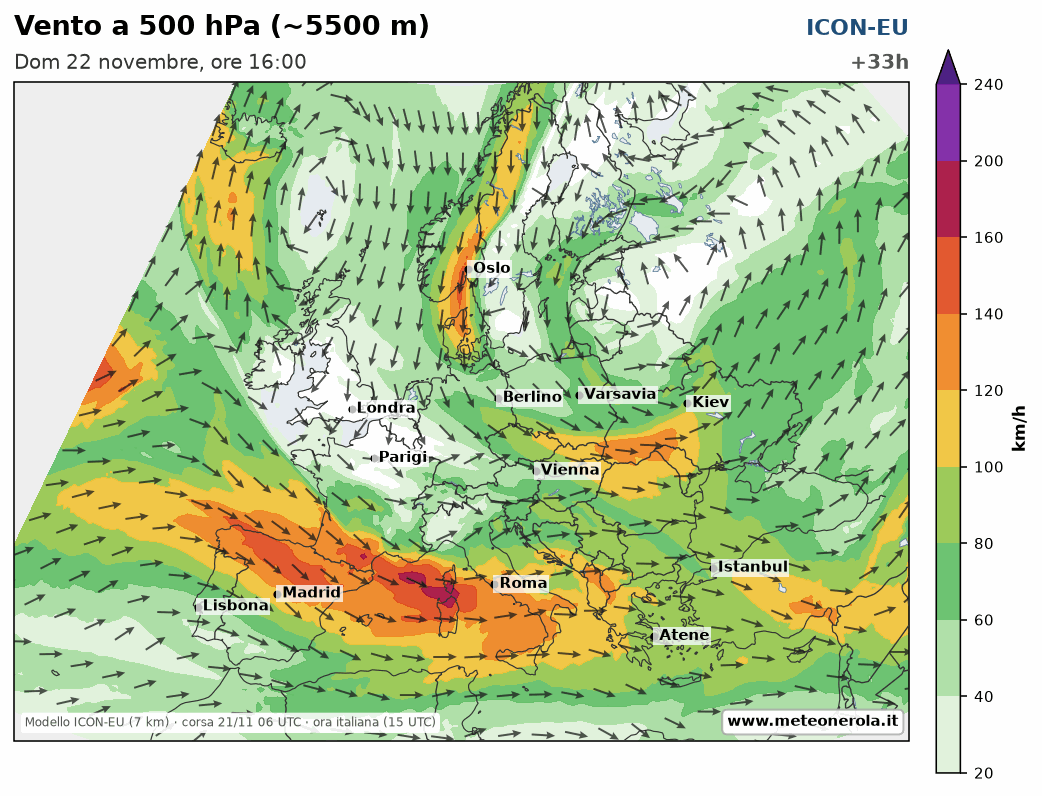 Vento a 500 hPa (~5500 m)
ICON-EU
Dom 22 novembre, ore 16:00
+33h
240
200
160
140
120
100
80
60
40
20
km/h
Oslo
Berlino
Varsavia
Kiev
Londra
Parigi
Vienna
Istanbul
Roma
Madrid
Lisbona
Atene
Modello ICON-EU (7 km) · corsa 21/11 06 UTC · ora italiana (15 UTC)
www.meteonerola.it